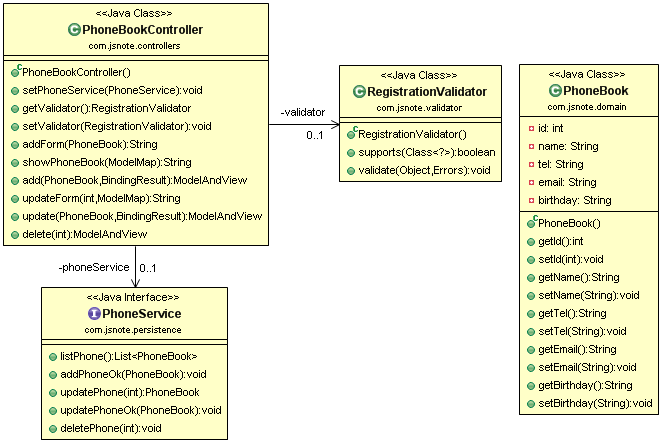 <<Java Class>>
PhoneBookController
com.jsnote.controllers
PhoneBookController()
setPhoneService(PhoneService):void
getValidator():RegistrationValidator
setValidator(RegistrationValidator):void
addForm(PhoneBook):String
showPhoneBook(ModelMap):String
add(PhoneBook,BindingResult):ModelAndView
updateForm(int,ModelMap):String
update(PhoneBook,BindingResult):ModelAndView
delete(int):ModelAndView
-validator
0..1
<<Java Class>>
RegistrationValidator
com.jsnote.validator
RegistrationValidator()
supports(Class<?>):boolean
validate(Object,Errors):void
<<Java Class>>
PhoneBook
com.jsnote.domain
id: int
name: String
tel: String
email: String
birthday: String
PhoneBook()
getId():int
setId(int):void
getName():String
setName(String):void
getTel():String
setTel(String):void
getEmail():String
setEmail(String):void
getBirthday():String
setBirthday(String):void
-phoneService
0..1
<<Java Interface>>
PhoneService
com.jsnote.persistence
listPhone():List<PhoneBook>
addPhoneOk(PhoneBook):void
updatePhone(int):PhoneBook
updatePhoneOk(PhoneBook):void
deletePhone(int):void